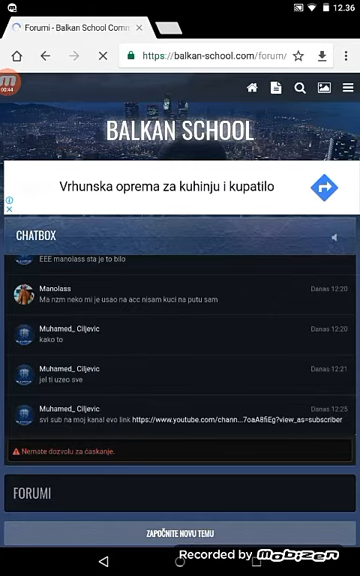 12.36
Forumi - Balkan School Comm
https://balkan-school.com/forum/
00:44
BALKAN SCHOOL
Vrhunska oprema za kuhinju i kupatilo
CHATBOX
EEE manolass sta je to bilo
Manolass
Danas 12:20
Ma nzm neko mi je usao na acc nisam kuci na putu sam
Muhamed_ Ciljevic
Danas 12:20
kako to
Muhamed_ Ciljevic
Danas 12:21
jel ti uzeo sve
Muhamed_ Ciljevic
Danas 12:25
svi sub na moj kanal evo link https://www.youtube.com/chann...7oaA8fiEg?view_as=subscriber
Nemate dozvolu za ćaskanje.
FORUMI
ZAPOČNITE NOVU TEMU
Recorded by Mobizen